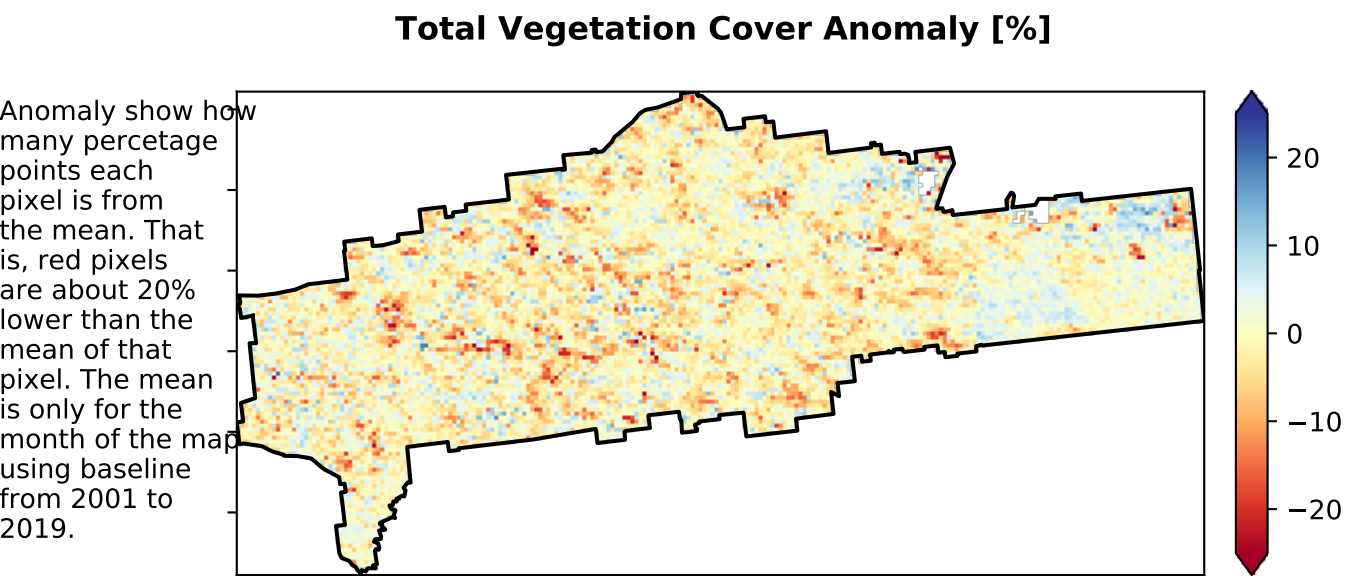 Total Vegetation Cover Anomaly [%]
Anomaly show how
many percetage
points each
pixel is from
the mean. That
is, red pixels
are about 20%
lower than the
mean of that
pixel. The mean
is only for the
month of the map
using baseline
from 2001 to
2019.
20
10
0
−10
−20